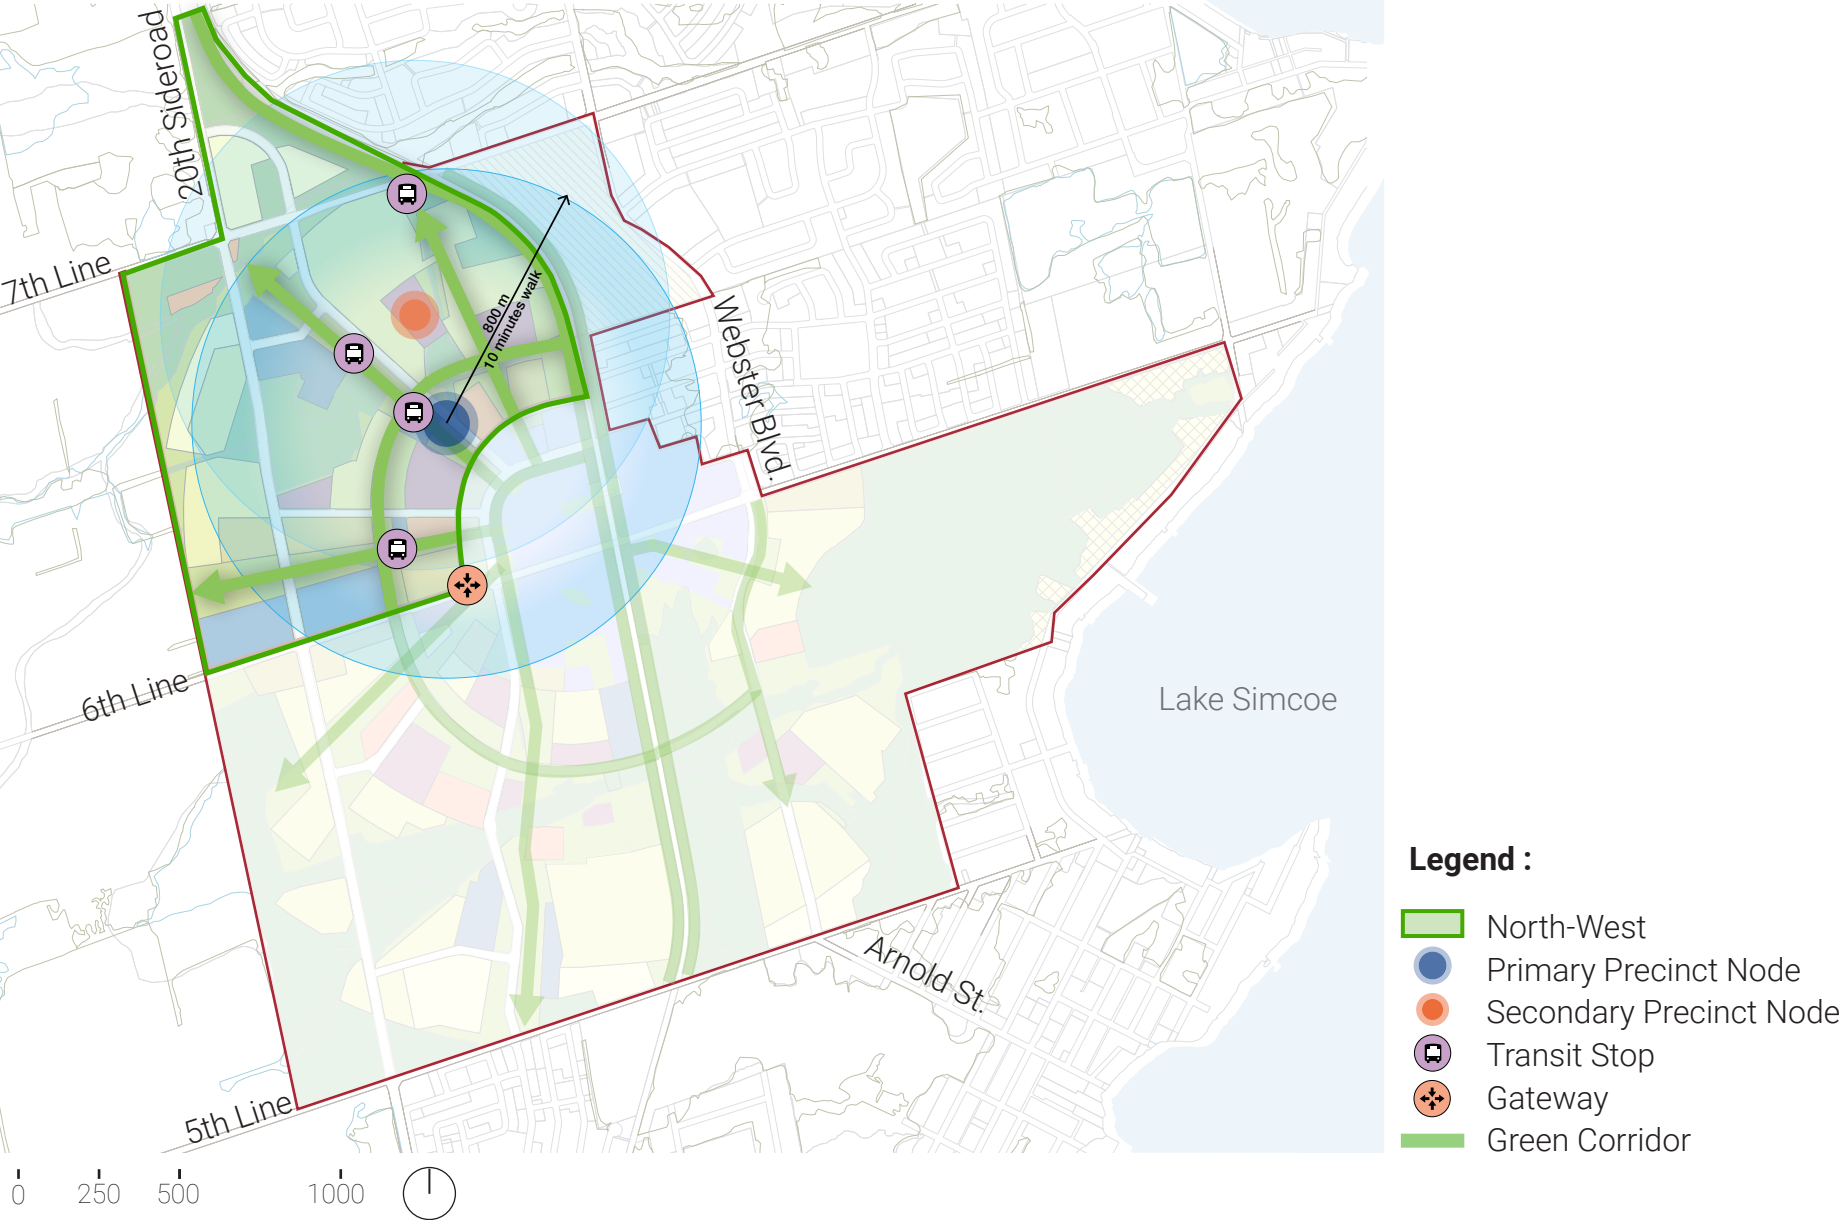 20th Sideroad
7th Line
800 m
10 minutes walk
Webster Blvd.
6th Line
Lake Simcoe
Arnold St.
5th Line
0 250 500 1000
Legend :
North-West
Primary Precinct Node
Secondary Precinct Node
Transit Stop
Gateway
Green Corridor